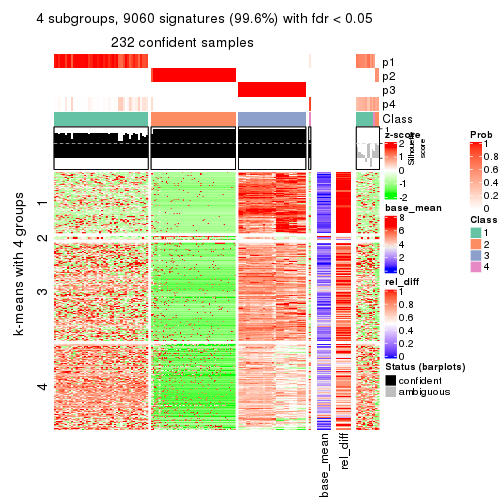 4 subgroups, 9060 signatures (99.6%) with fdr < 0.05
232 confident samples
p1
p2
p3
p4
Class
1
Silhouette
score
k-means with 4 groups
1
2
3
4
base_mean
rel_diff
z-score
2
1
0
-1
-2
base_mean
8
6
4
2
0
rel_diff
1
0.8
0.6
0.4
0.2
0
Status (barplots)
confident
ambiguous
Prob
1
0.8
0.6
0.4
0.2
0
Class
1
2
3
4